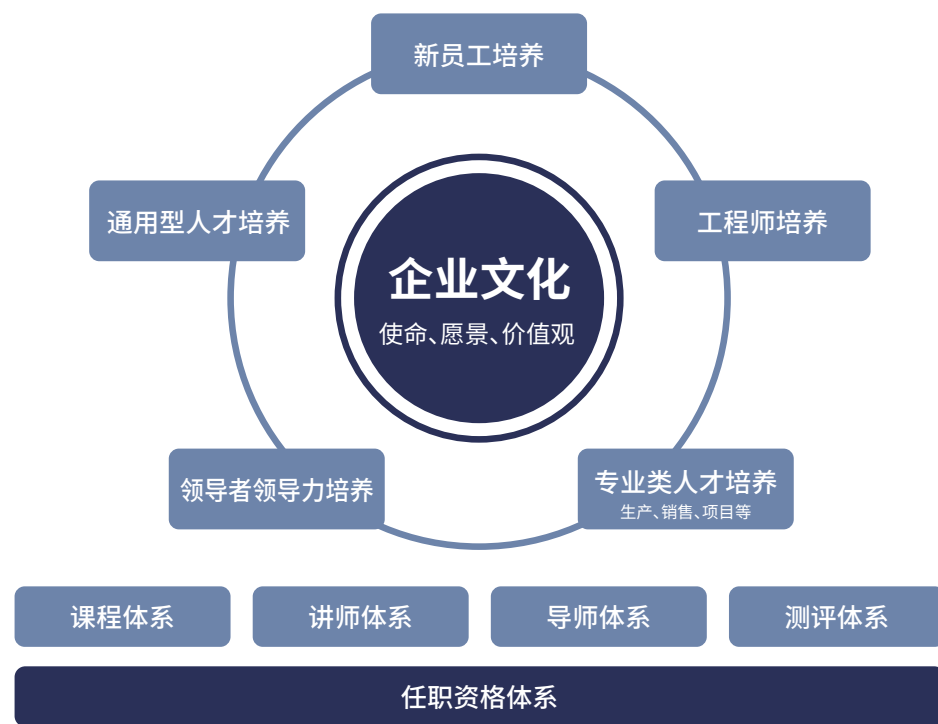 新员工培养
通用型人才培养
工程师培养
企业文化
使命、愿景、价值观
领导者领导力培养
专业类人才培养
生产、销售、项目等
课程体系
讲师体系
导师体系
测评体系
任职资格体系